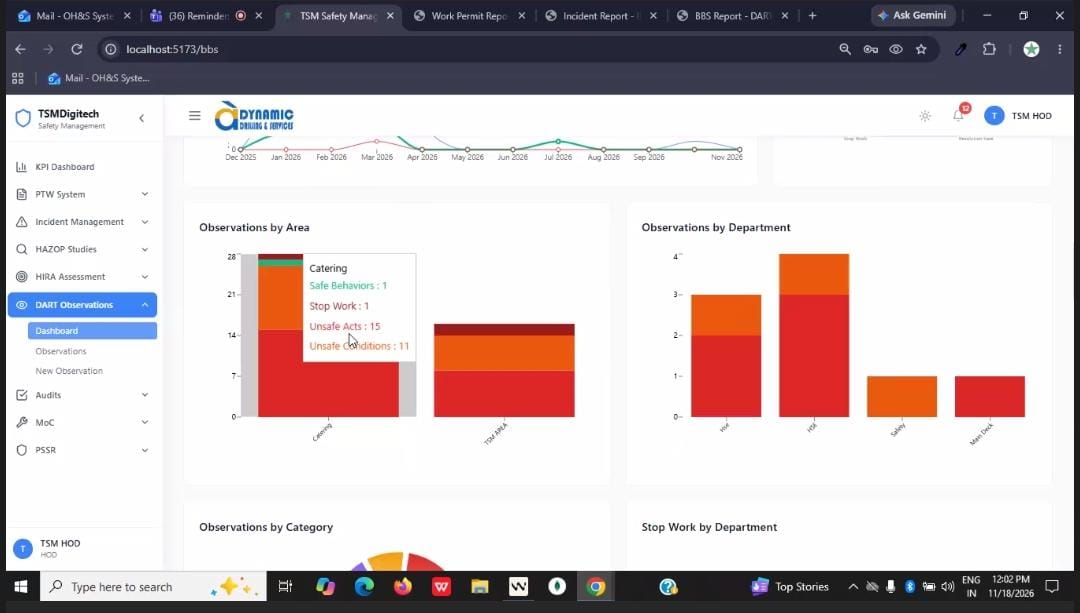 Mail - OH&S Syste
(36) Reminder
TSM Safety Manag
Work Permit Repo
Incident Report -
BBS Report - DAR
Ask Gemini
localhost:5173/bbs
Mail - OH&S Syste...
TSMDigitech
Safety Management
DYNAMIC
DRILLING & SERVICES
12
T
TSM HOD
KPI Dashboard
PTW System
Incident Management
HAZOP Studies
HIRA Assessment
DART Observations
Dashboard
Observations
New Observation
Audits
MoC
PSSR
T
TSM HOD
HOD
0
Dec 2025 Jan 2026 Feb 2026 Mar 2026 Apr 2026 May 2026 Jun 2026 Jul 2026 Aug 2026 Sep 2026 Nov 2026
Stop Work
Observations by Area
28
21
14
7
0
Catering
Safe Behaviors : 1
Stop Work : 1
Unsafe Acts : 15
Unsafe Conditions : 11
Catering
TSM AREA
Observations by Department
4
3
2
1
0
HSE
Safety
Main Deck
Observations by Category
Stop Work by Department
Type here to search
Top Stories
ENG
IN
12:02 PM
11/18/2026